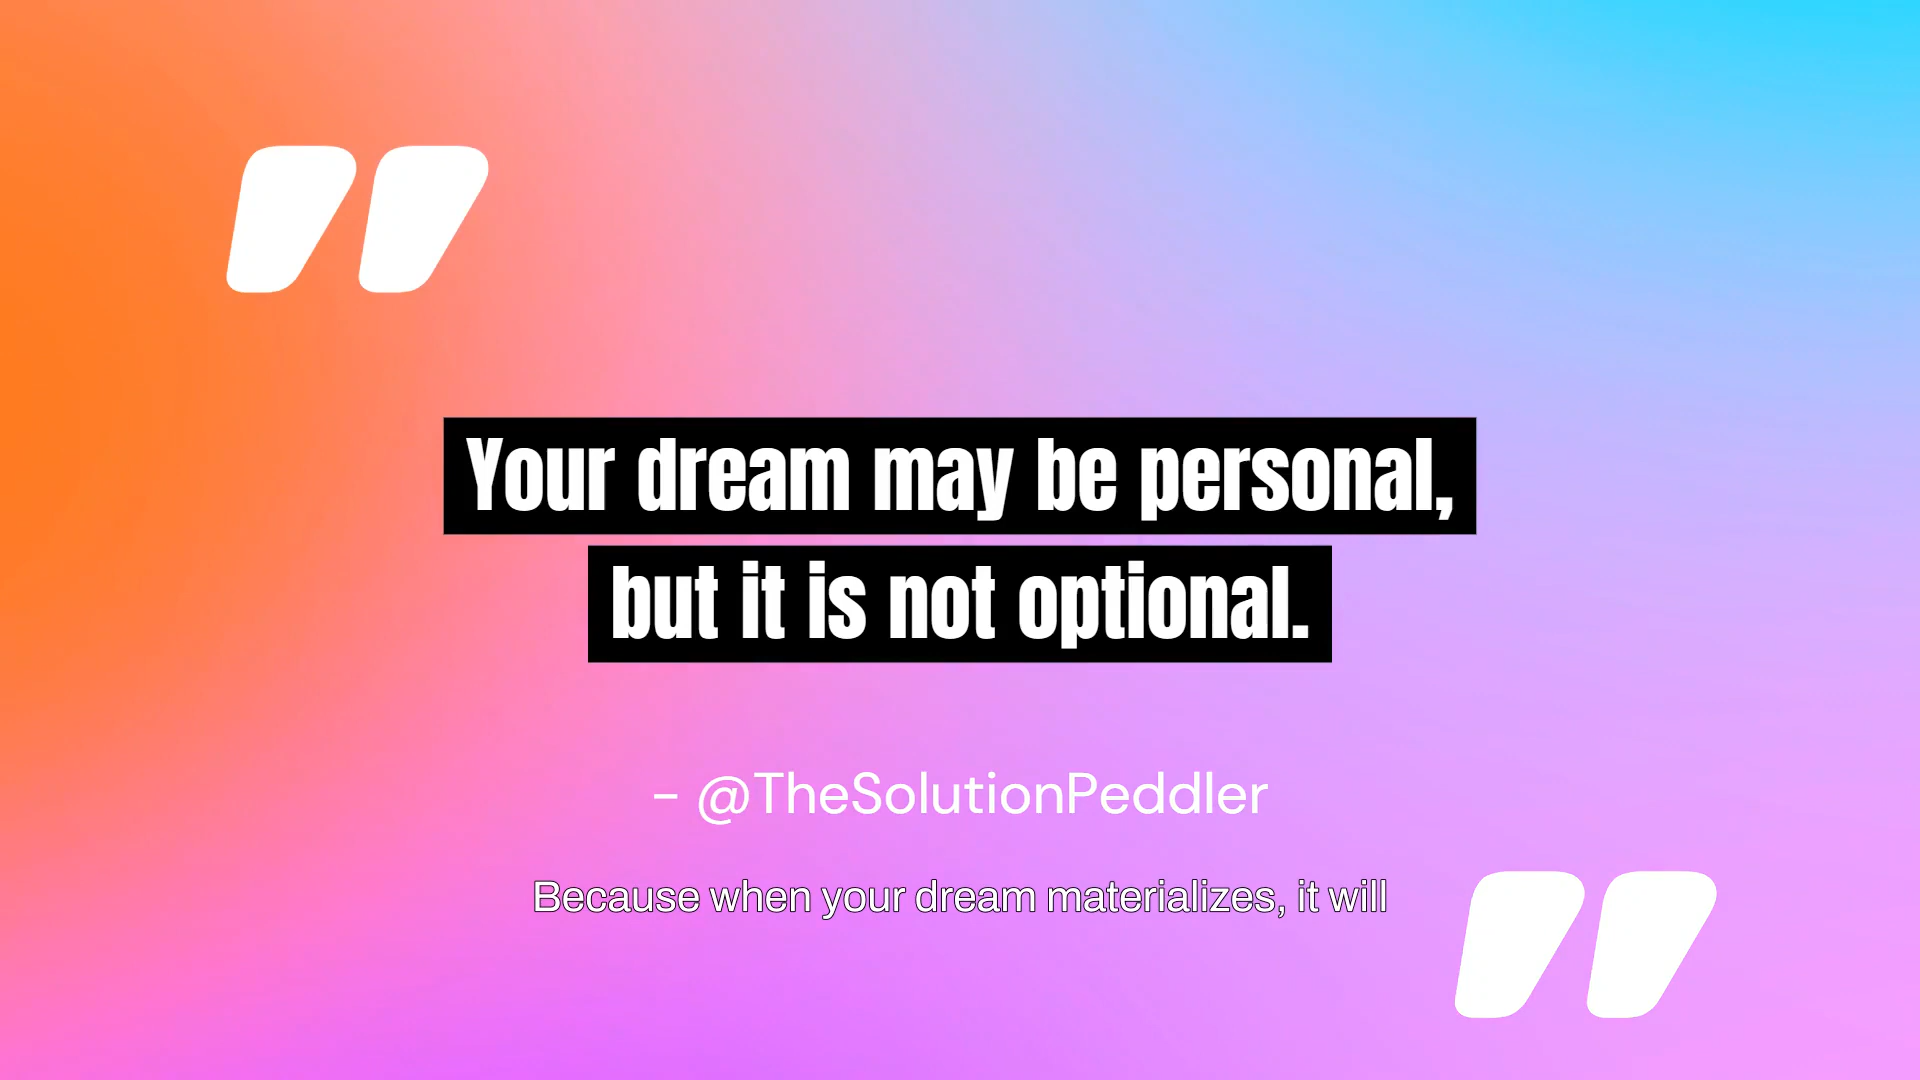 Your dream may be personal,
but it is not optional.
- @TheSolutionPeddler
Because when your dream materializes, it will